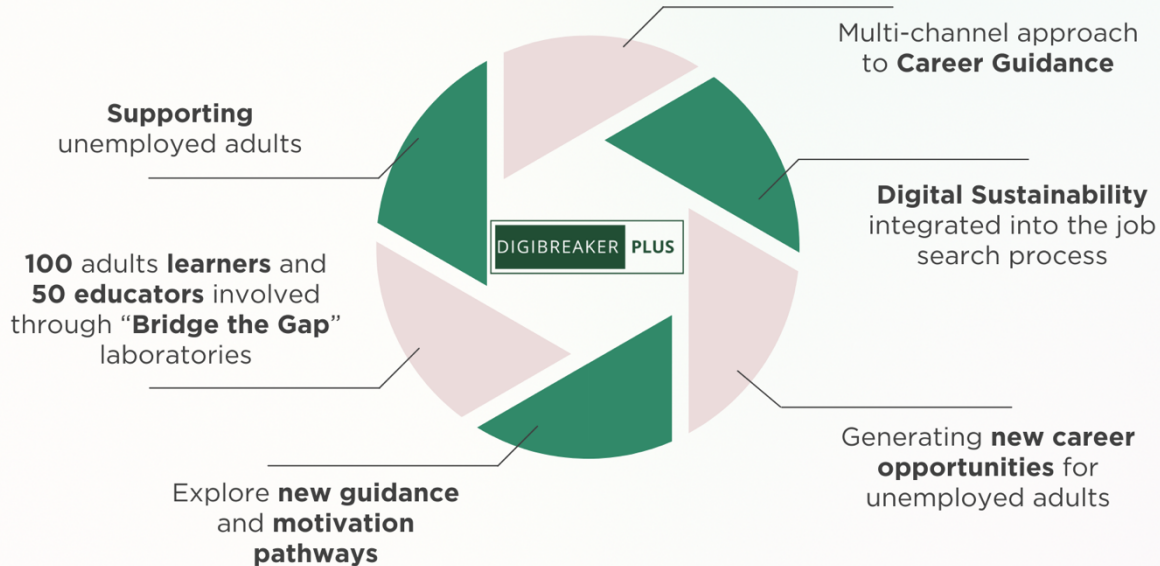 Multi-channel approach
to Career Guidance
Supporting
unemployed adults
Digital Sustainability
integrated into the job
search process
DIGIBREAKER PLUS
100 adults learners and
50 educators involved
through “Bridge the Gap”
laboratories
Generating new career
opportunities for
unemployed adults
Explore new guidance
and motivation
pathways